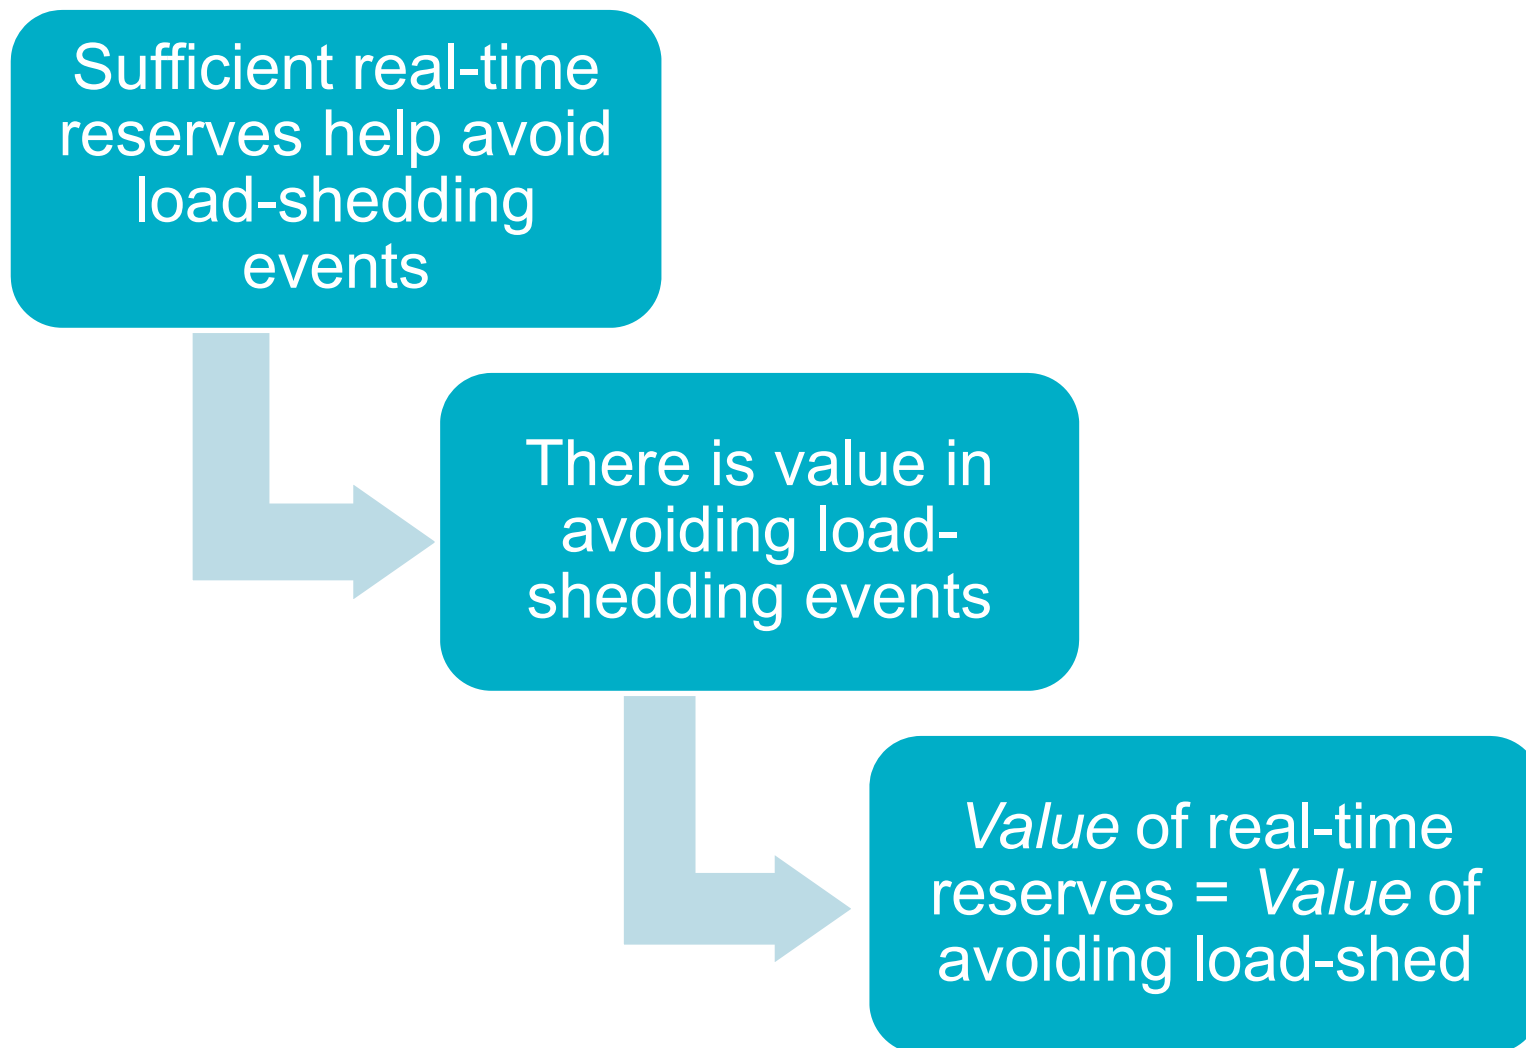 Sufficient real-time
reserves help avoid
load-shedding
events
There is value in
avoiding load-
shedding events
Value of real-time
reserves = Value of
avoiding load-shed